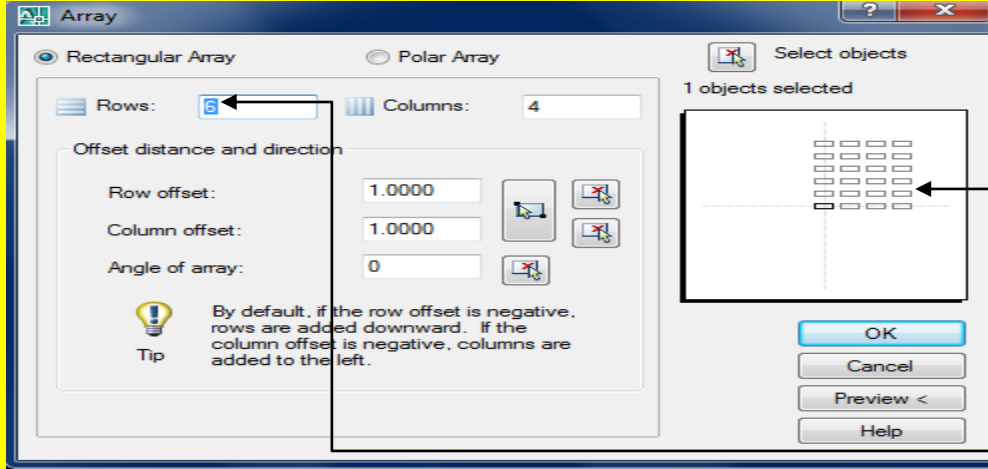 Array
?
Rectangular Array Polar Array Select objects
1 objects selected
Rows: 6 Columns: 4
Offset distance and direction
Row offset: 1.0000
Column offset: 1.0000
Angle of array: 0
By default, if the row offset is negative,
rows are added downward. If the
column offset is negative, columns are
added to the left.
Tip
OK
Cancel
Preview <
Help